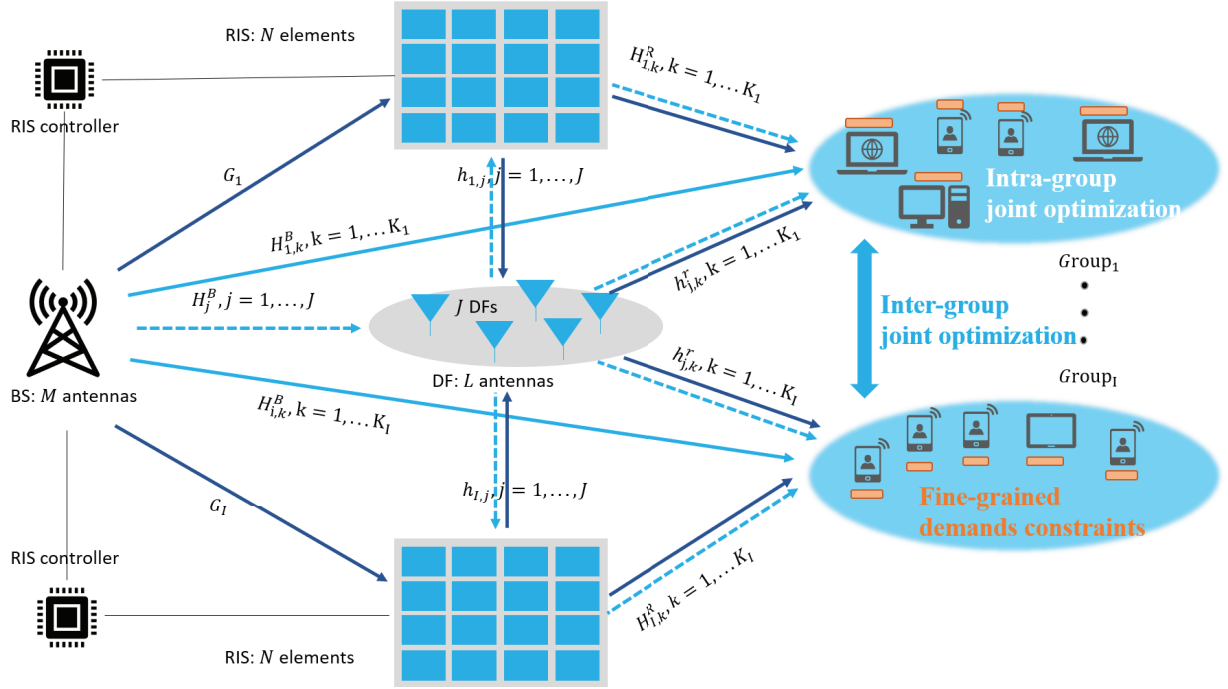 RIS: N elements
RIS controller
H^R_{1,k}, k = 1, … K_1
G_1
h_{1,j}, j = 1, …, J
H^B_{1,k}, k = 1, … K_1
Intra-group
joint optimization
h^r_{j,k}, k = 1, … K_1
Group_1
H^B_j, j = 1, …, J
J DFs
Inter-group
joint optimization
BS: M antennas
DF: L antennas
h^r_{j,k}, k = 1, … K_I
Group_I
H^B_{i,k}, k = 1, … K_I
G_I
h_{I,j}, j = 1, …, J
Fine-grained
demands constraints
RIS controller
H^R_{I,k}, k = 1, … K_I
RIS: N elements